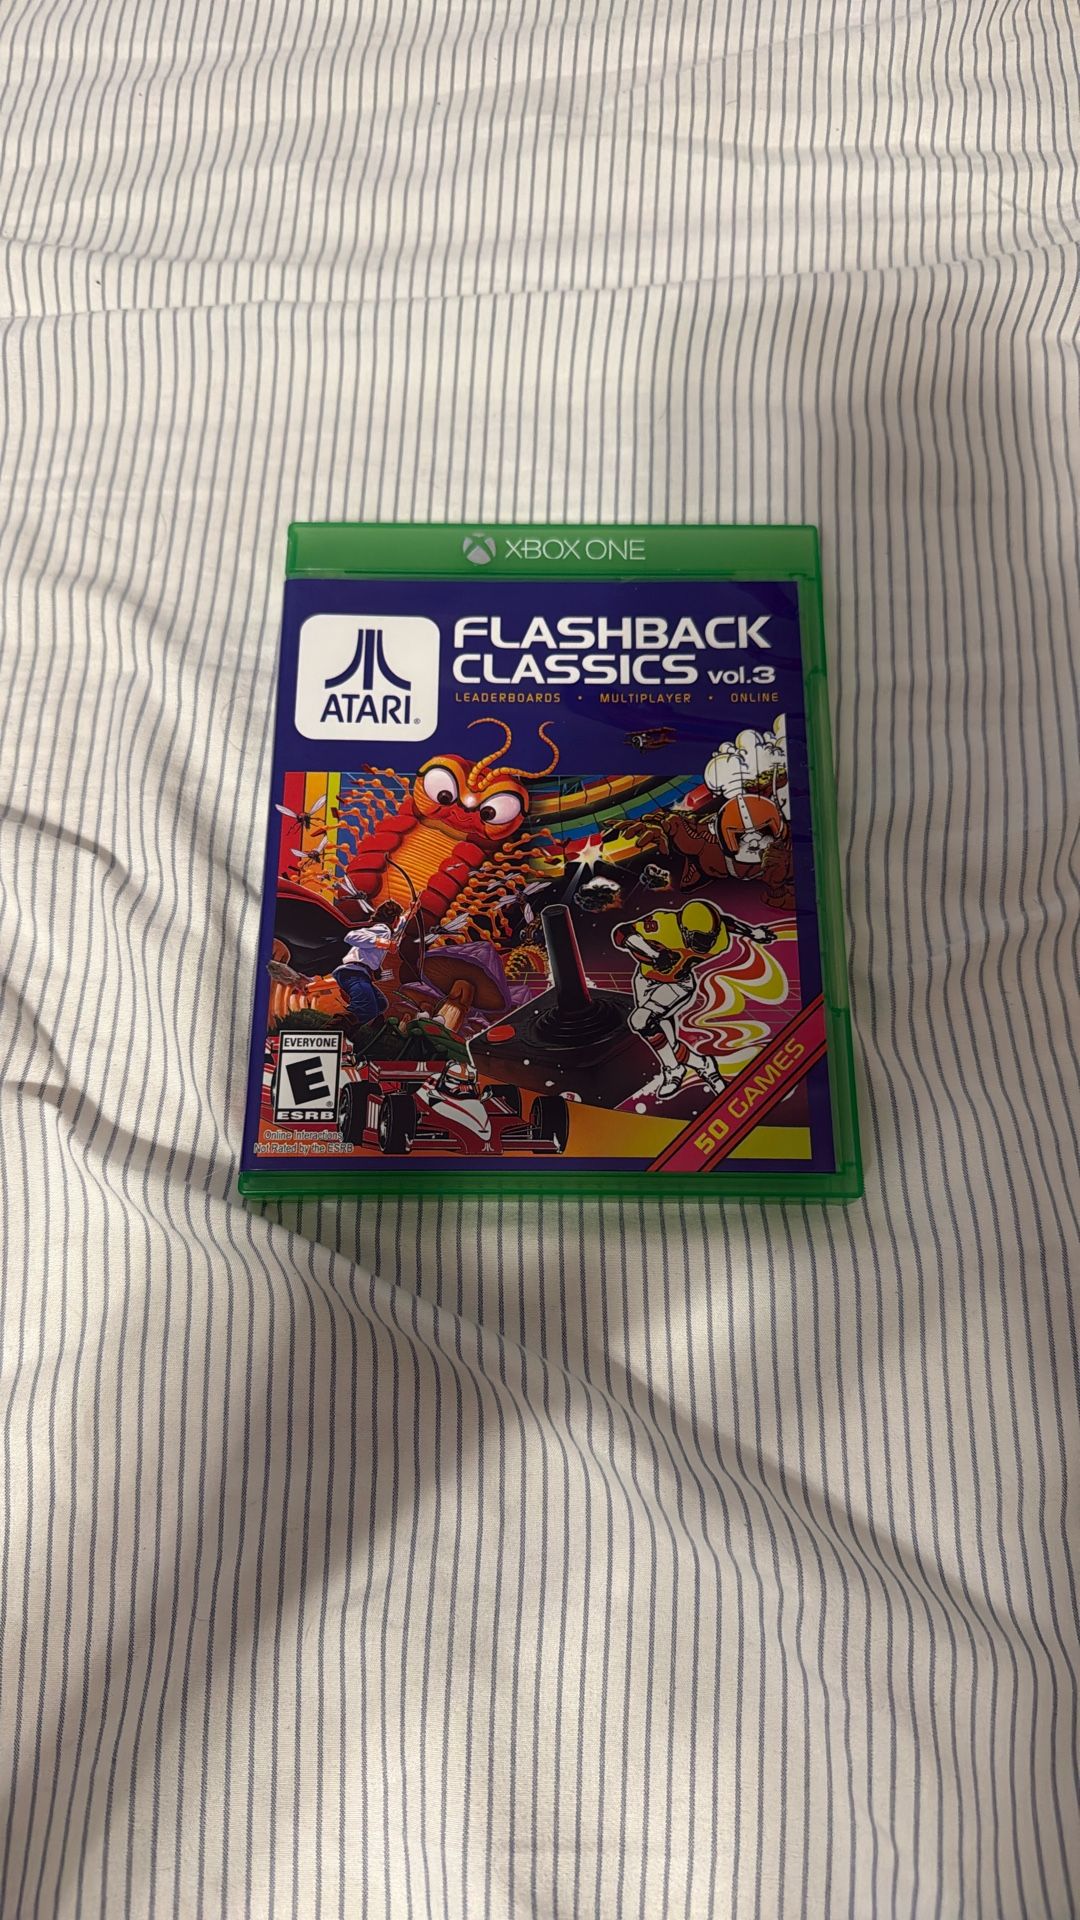 XBOX ONE
ATARI®
FLASHBACK
CLASSICS vol.3
LEADERBOARDS • MULTIPLAYER • ONLINE
EVERYONE
E
ESRB
Online Interactions
Not Rated by the ESRB
50 GAMES